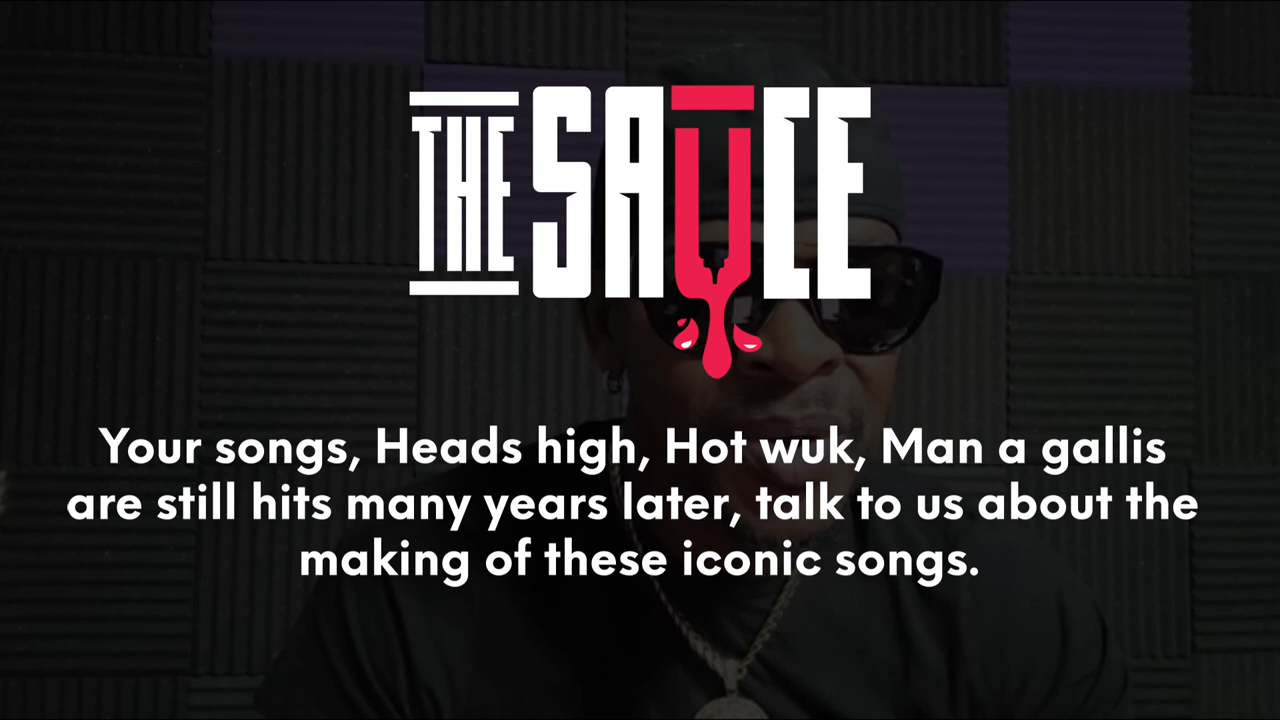 THE SAUCE
Your songs, Heads high, Hot wuk, Man a gallis
are still hits many years later, talk to us about the
making of these iconic songs.